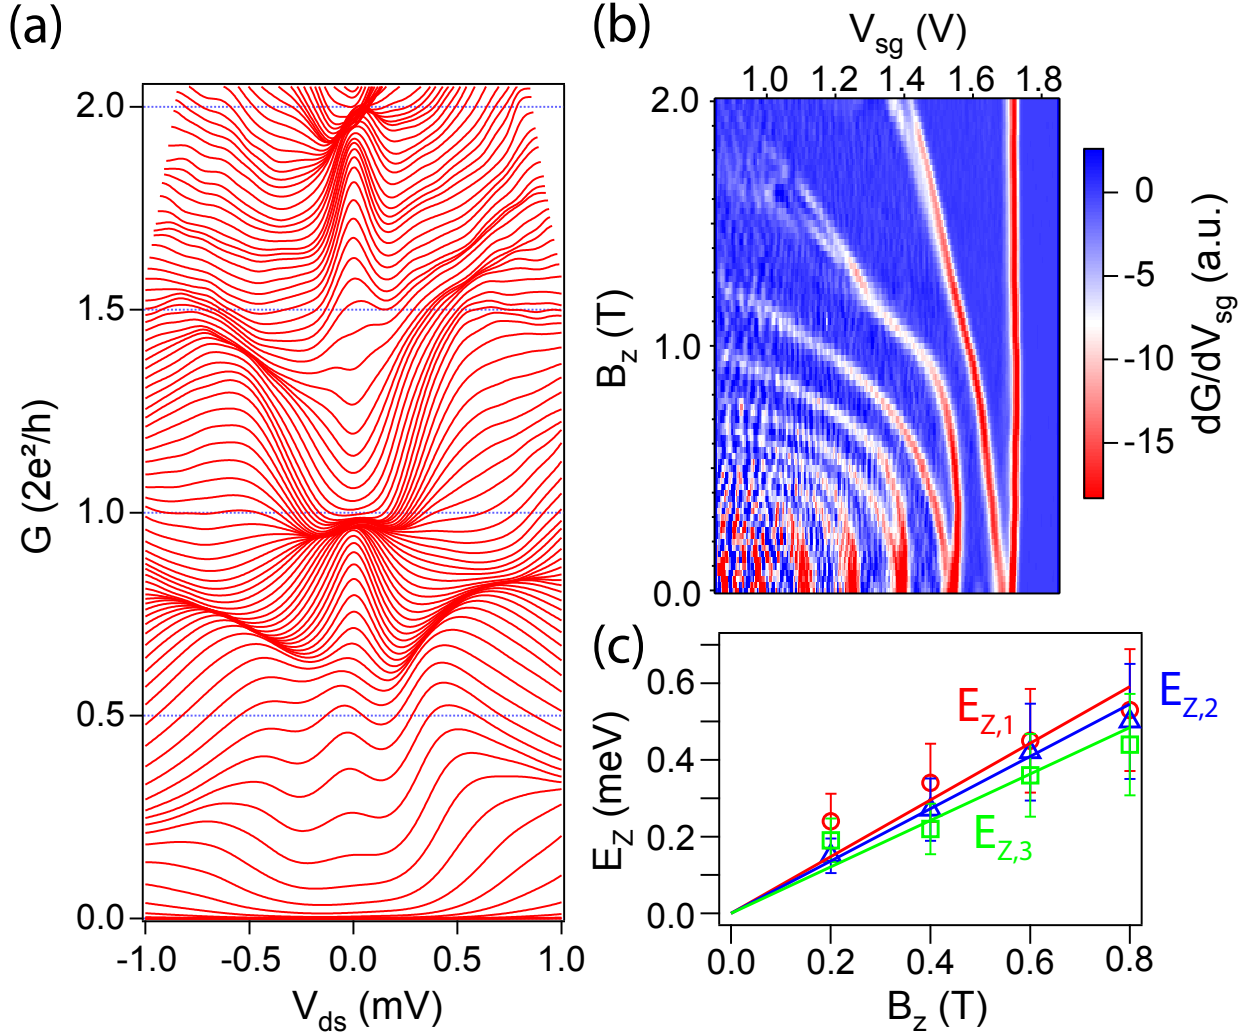 (a)
2.0
1.5
1.0
0.5
0.0
G (2e²/h)
-1.0 -0.5 0.0 0.5 1.0
V_ds (mV)
(b)
V_sg (V)
1.0 1.2 1.4 1.6 1.8
2.0
1.0
0.0
B_z (T)
0
-5
-10
-15
dG/dV_sg (a.u.)
(c)
0.6
0.4
0.2
0.0
E_Z (meV)
E_Z,1
E_Z,2
E_Z,3
0.0 0.2 0.4 0.6 0.8
B_z (T)